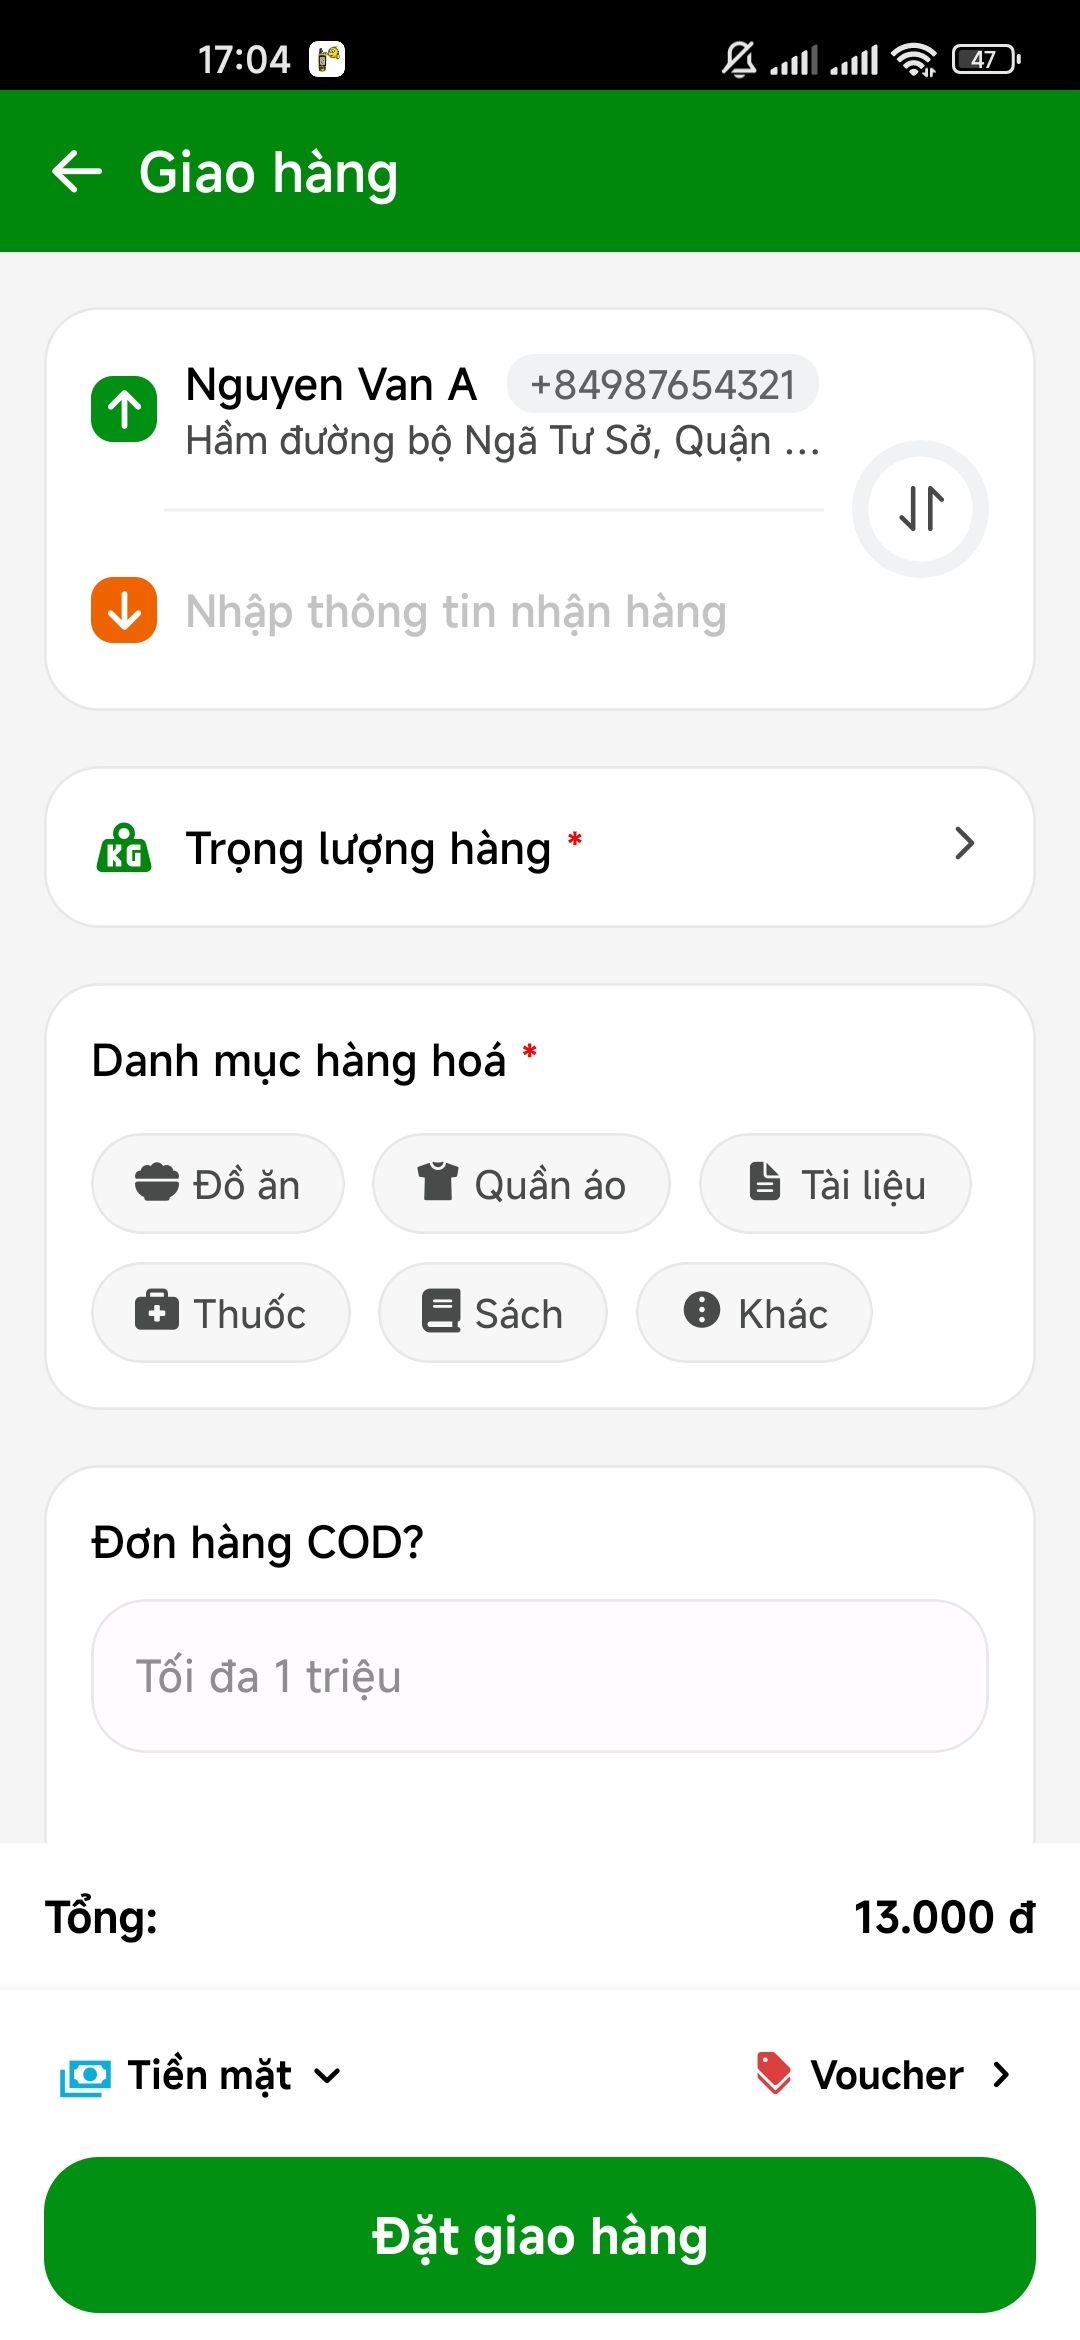 17:04
47
Giao hàng
Nguyen Van A +84987654321
Hầm đường bộ Ngã Tư Sở, Quận ...
Nhập thông tin nhận hàng
KG Trọng lượng hàng *
Danh mục hàng hoá *
Đồ ăn Quần áo Tài liệu
Thuốc Sách Khác
Đơn hàng COD?
Tối đa 1 triệu
Tổng: 13.000 đ
Tiền mặt Voucher
Đặt giao hàng